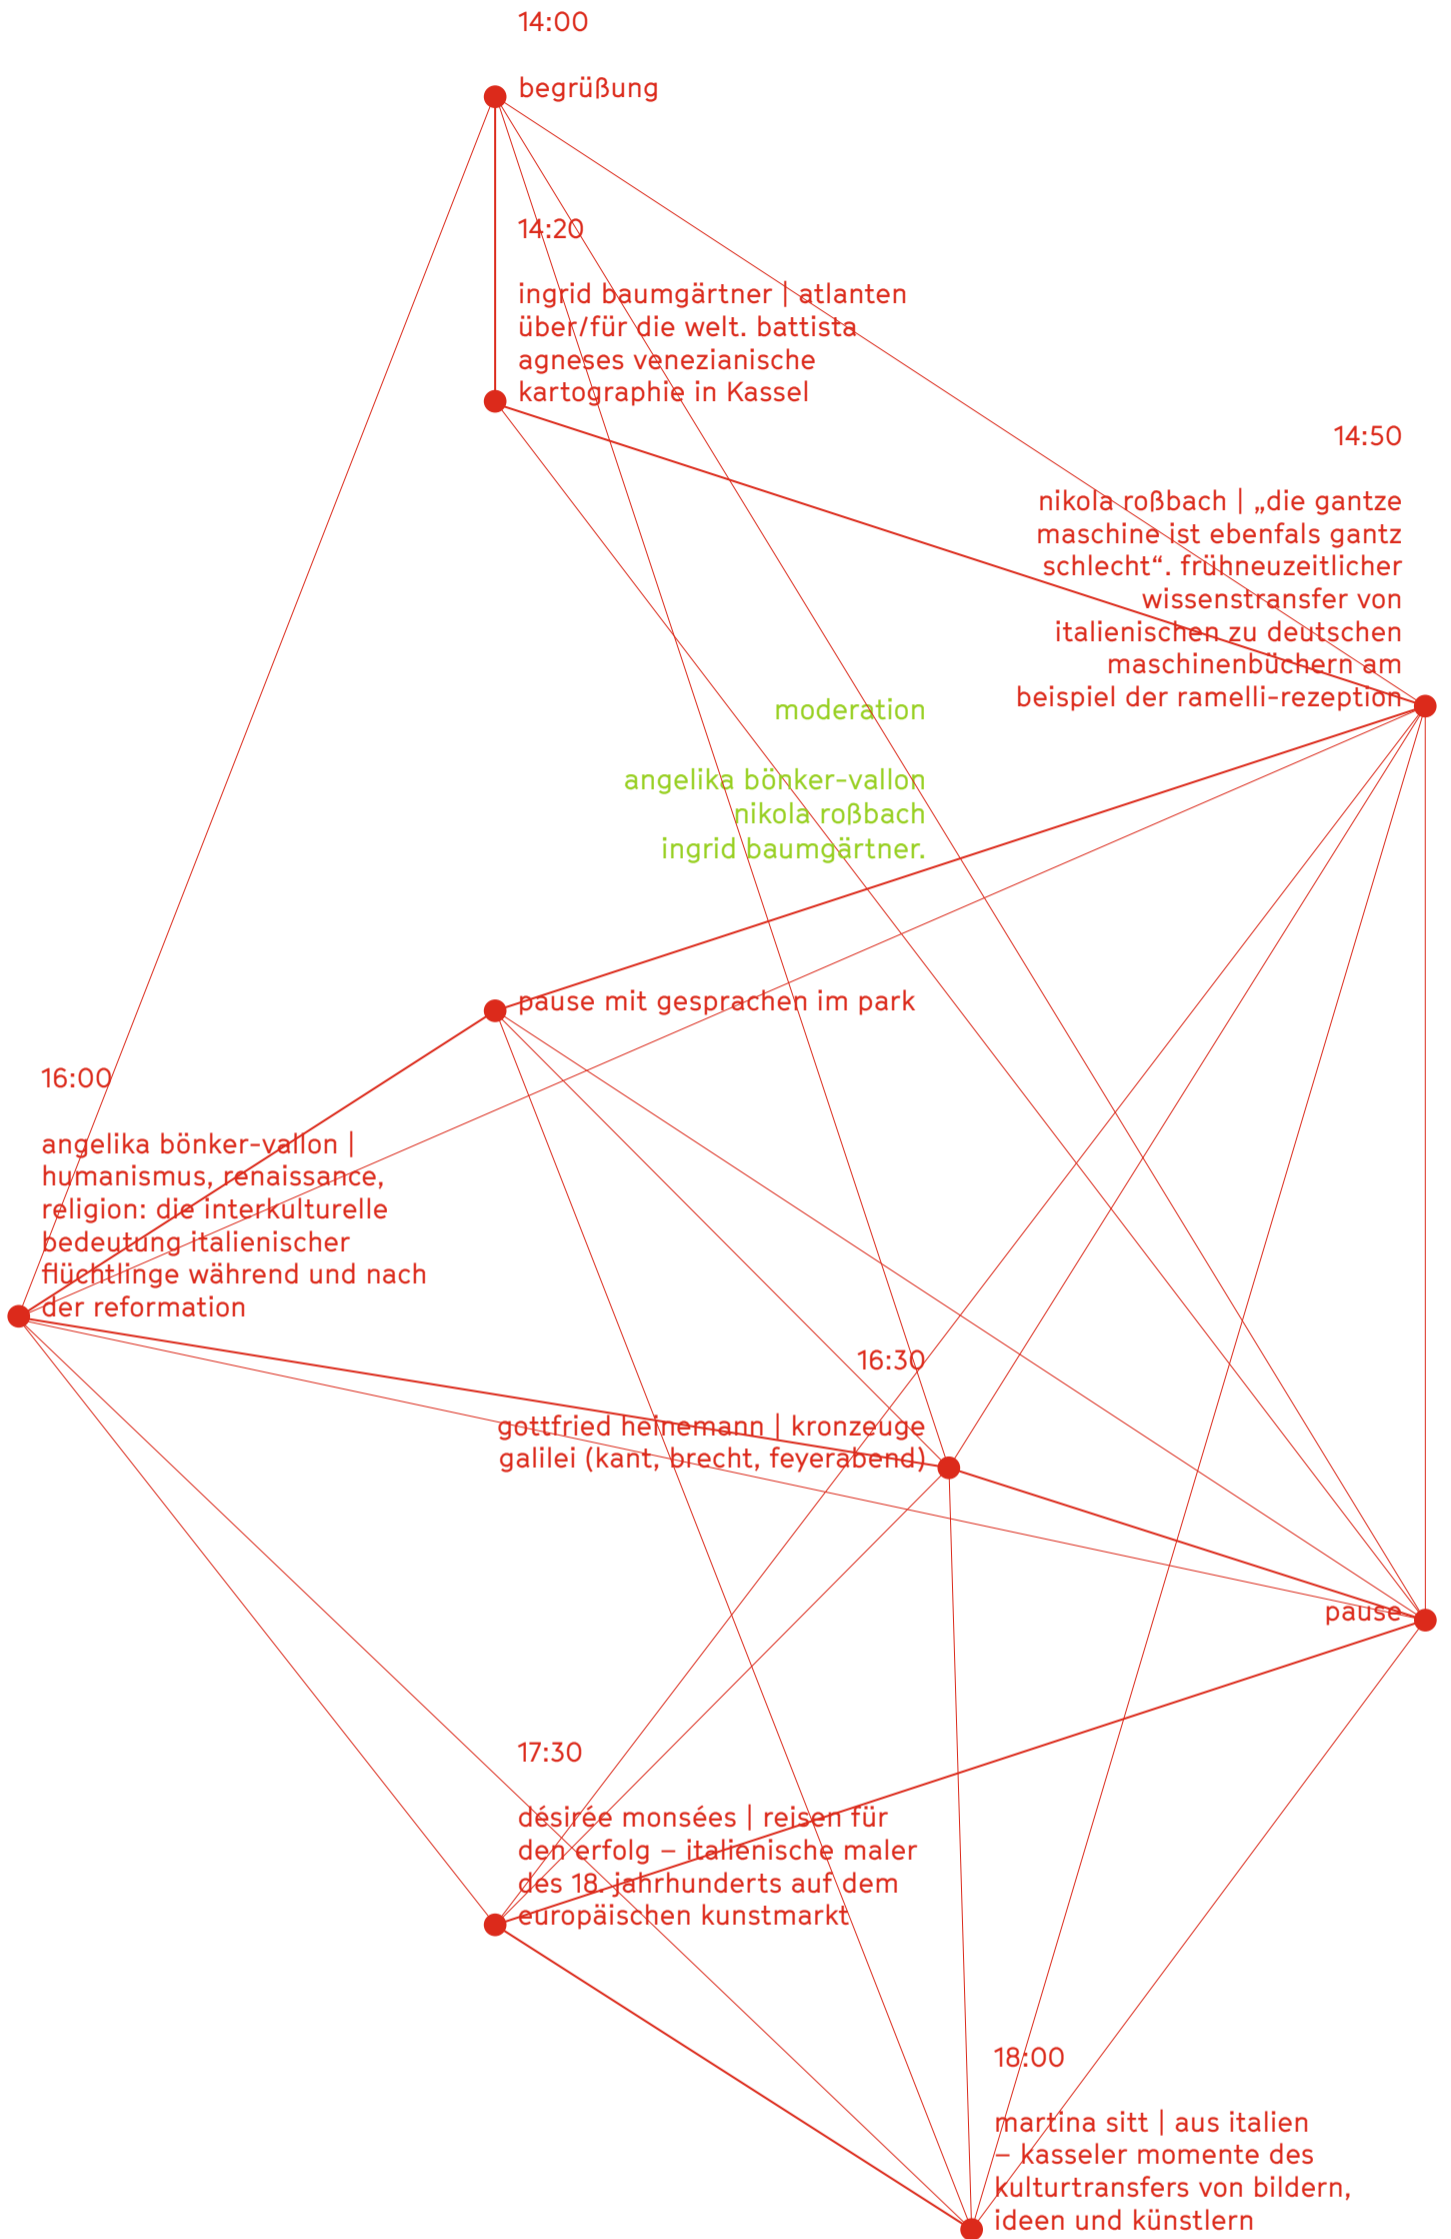 14:00
begrüßung
14:20
ingrid baumgärtner | atlanten
über/für die welt. battista
agneses venezianische
kartographie in Kassel
14:50
nikola roßbach | „die gantze
maschine ist ebenfals gantz
schlecht“. frühneuzeitlicher
wissenstransfer von
italienischen zu deutschen
maschinenbüchern am
beispiel der ramelli-rezeption
moderation
angelika bönker-vallon
nikola roßbach
ingrid baumgärtner.
pause mit gesprachen im park
16:00
angelika bönker-vallon |
humanismus, renaissance,
religion: die interkulturelle
bedeutung italienischer
flüchtlinge während und nach
der reformation
16:30
gottfried heinemann | kronzeuge
galilei (kant, brecht, feyerabend)
pause
17:30
désirée monsées | reisen für
den erfolg – italienische maler
des 18. jahrhunderts auf dem
europäischen kunstmarkt
18:00
martina sitt | aus italien
– kasseler momente des
kulturtransfers von bildern,
ideen und künstlern